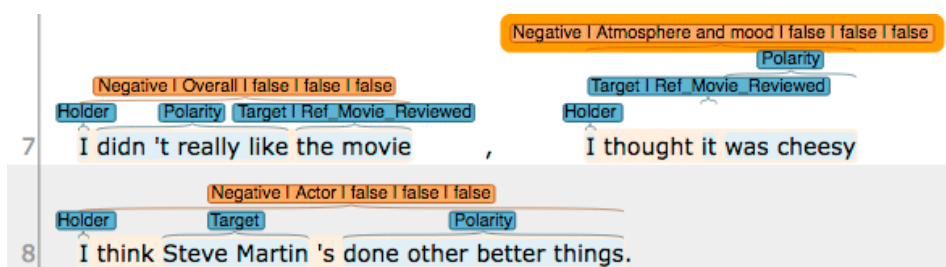 Negative | Atmosphere and mood | false | false | false
Polarity
Negative | Overall | false | false | false
Target | Ref_Movie_Reviewed
Holder Polarity Target | Ref_Movie_Reviewed Holder
7 I didn 't really like the movie , I thought it was cheesy
Negative | Actor | false | false | false
Holder Target Polarity
8 I think Steve Martin 's done other better things.